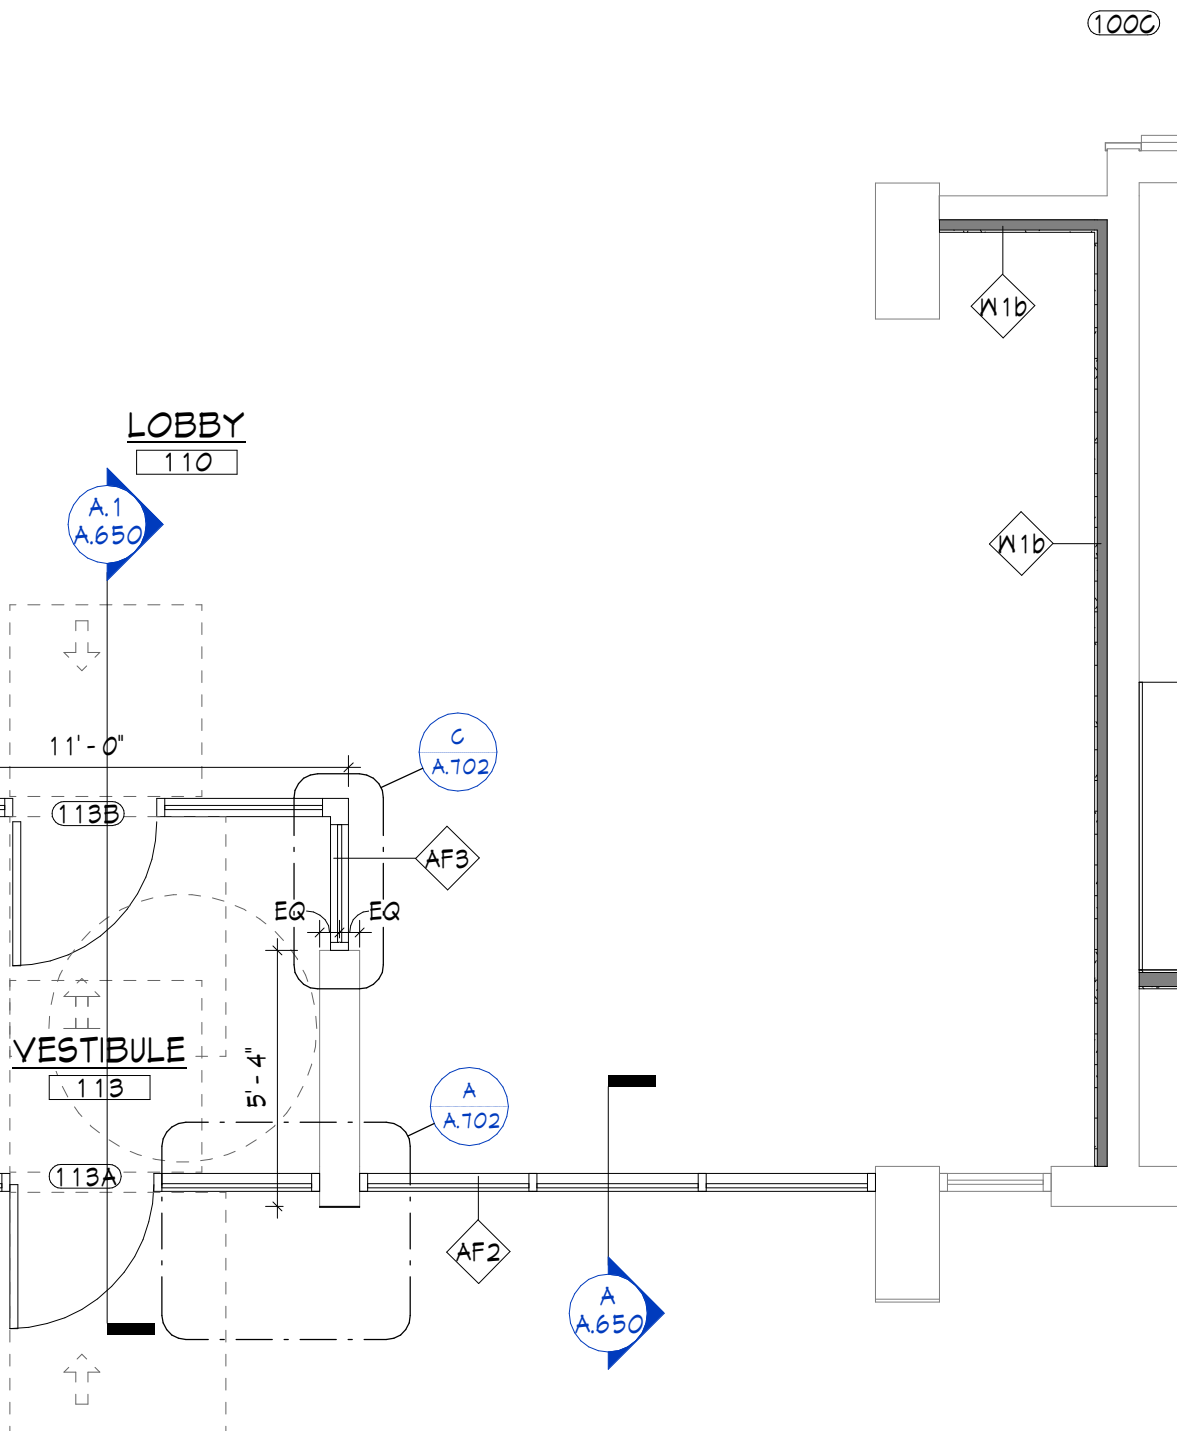 100C
W1b
LOBBY
110
A.1
A.650
W1b
11'-0"
C
A.702
113B
AF3
EQ
EQ
VESTIBULE
113
5'-4"
A
A.702
113A
AF2
A
A.650